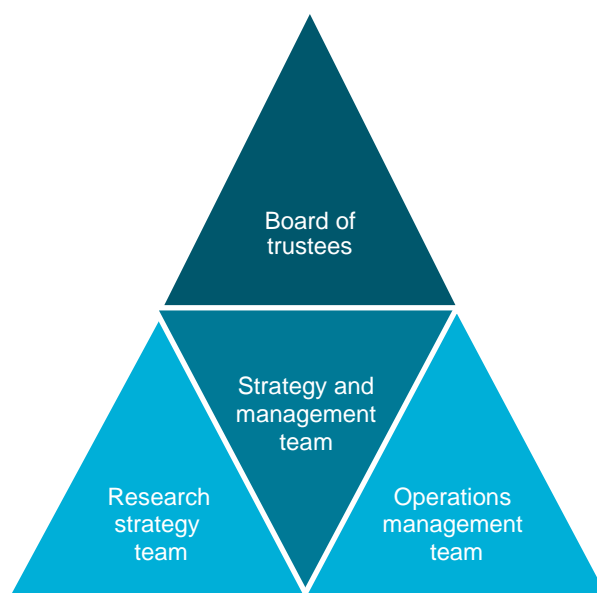 Board of
trustees
Strategy and
management
team
Research
strategy
team
Operations
management
team